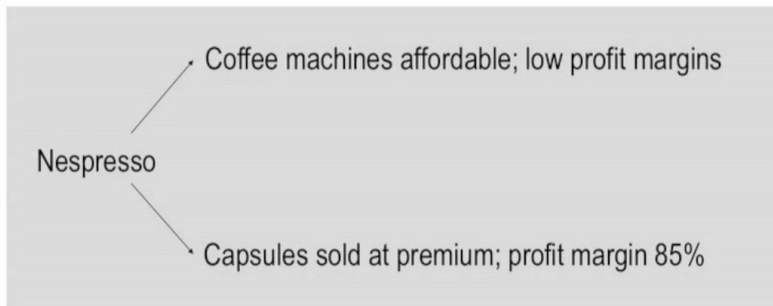 Coffee machines affordable; low profit margins
Nespresso
Capsules sold at premium; profit margin 85%